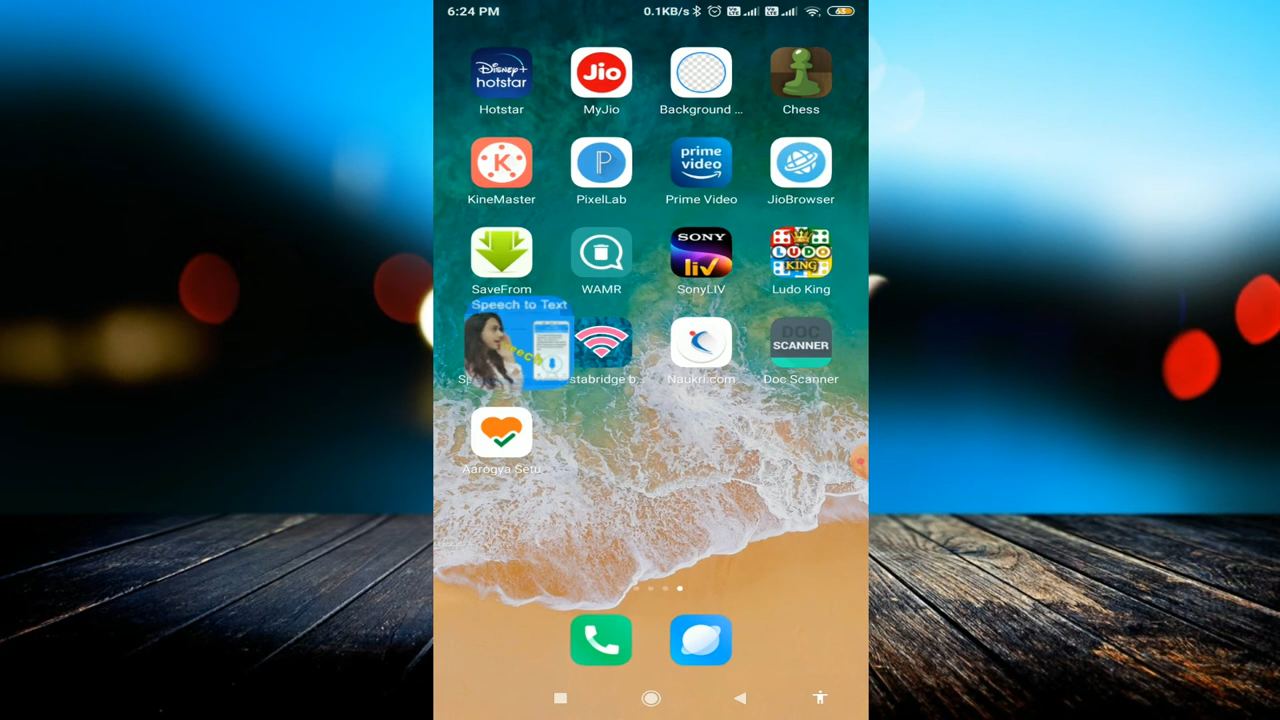 6:24 PM 0.1KB/s 63
Disney+ hotstar
Jio
Hotstar MyJio Background ... Chess
K P prime video
KineMaster PixelLab Prime Video JioBrowser
SONY liv LUDO KING
SaveFrom WAMR SonyLIV Ludo King
Speech to Text
DOC SCANNER
stabridge b... Naukri.com Doc Scanner
Aarogya Setu